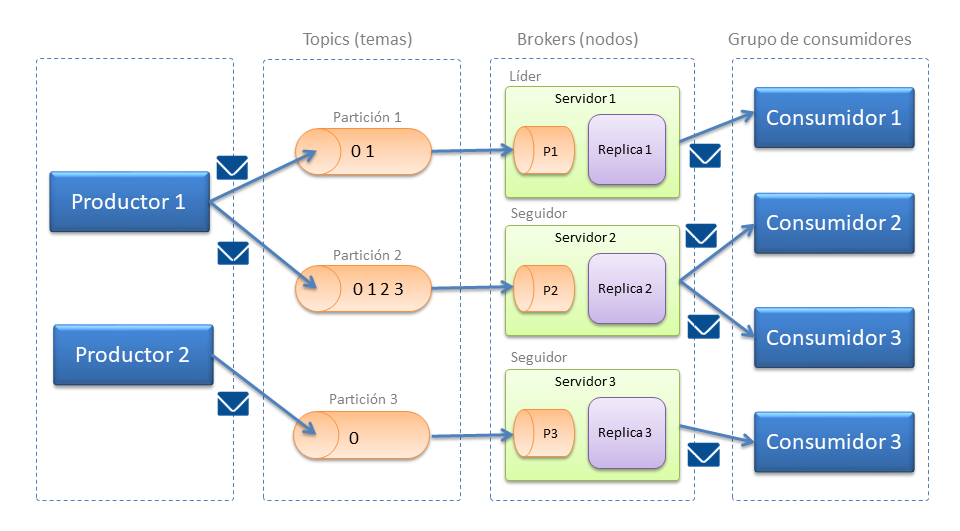 Topics (temas)
Brokers (nodos)
Grupo de consumidores
Productor 1
Productor 2
Partición 1
0 1
Partición 2
0 1 2 3
Partición 3
0
Líder
Servidor 1
P1
Replica 1
Seguidor
Servidor 2
P2
Replica 2
Seguidor
Servidor 3
P3
Replica 3
Consumidor 1
Consumidor 2
Consumidor 3
Consumidor 3